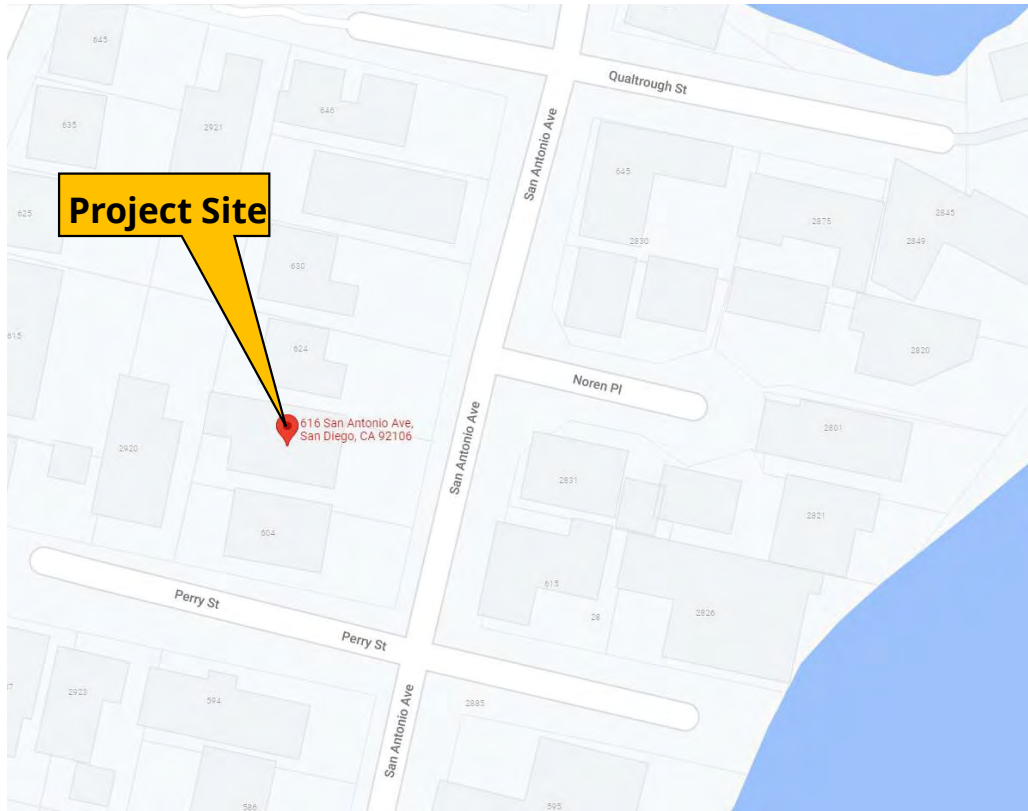 645
Qualtrough St
646
635
2921
San Antonio Ave
645
Project Site
2845
625
2875
2849
2830
630
615
624
2820
Noren Pl
616 San Antonio Ave,
San Diego, CA 92106
San Antonio Ave
2801
2920
2831
2821
604
615
Perry St
2826
28
Perry St
2923
594
2885
San Antonio Ave
586
595